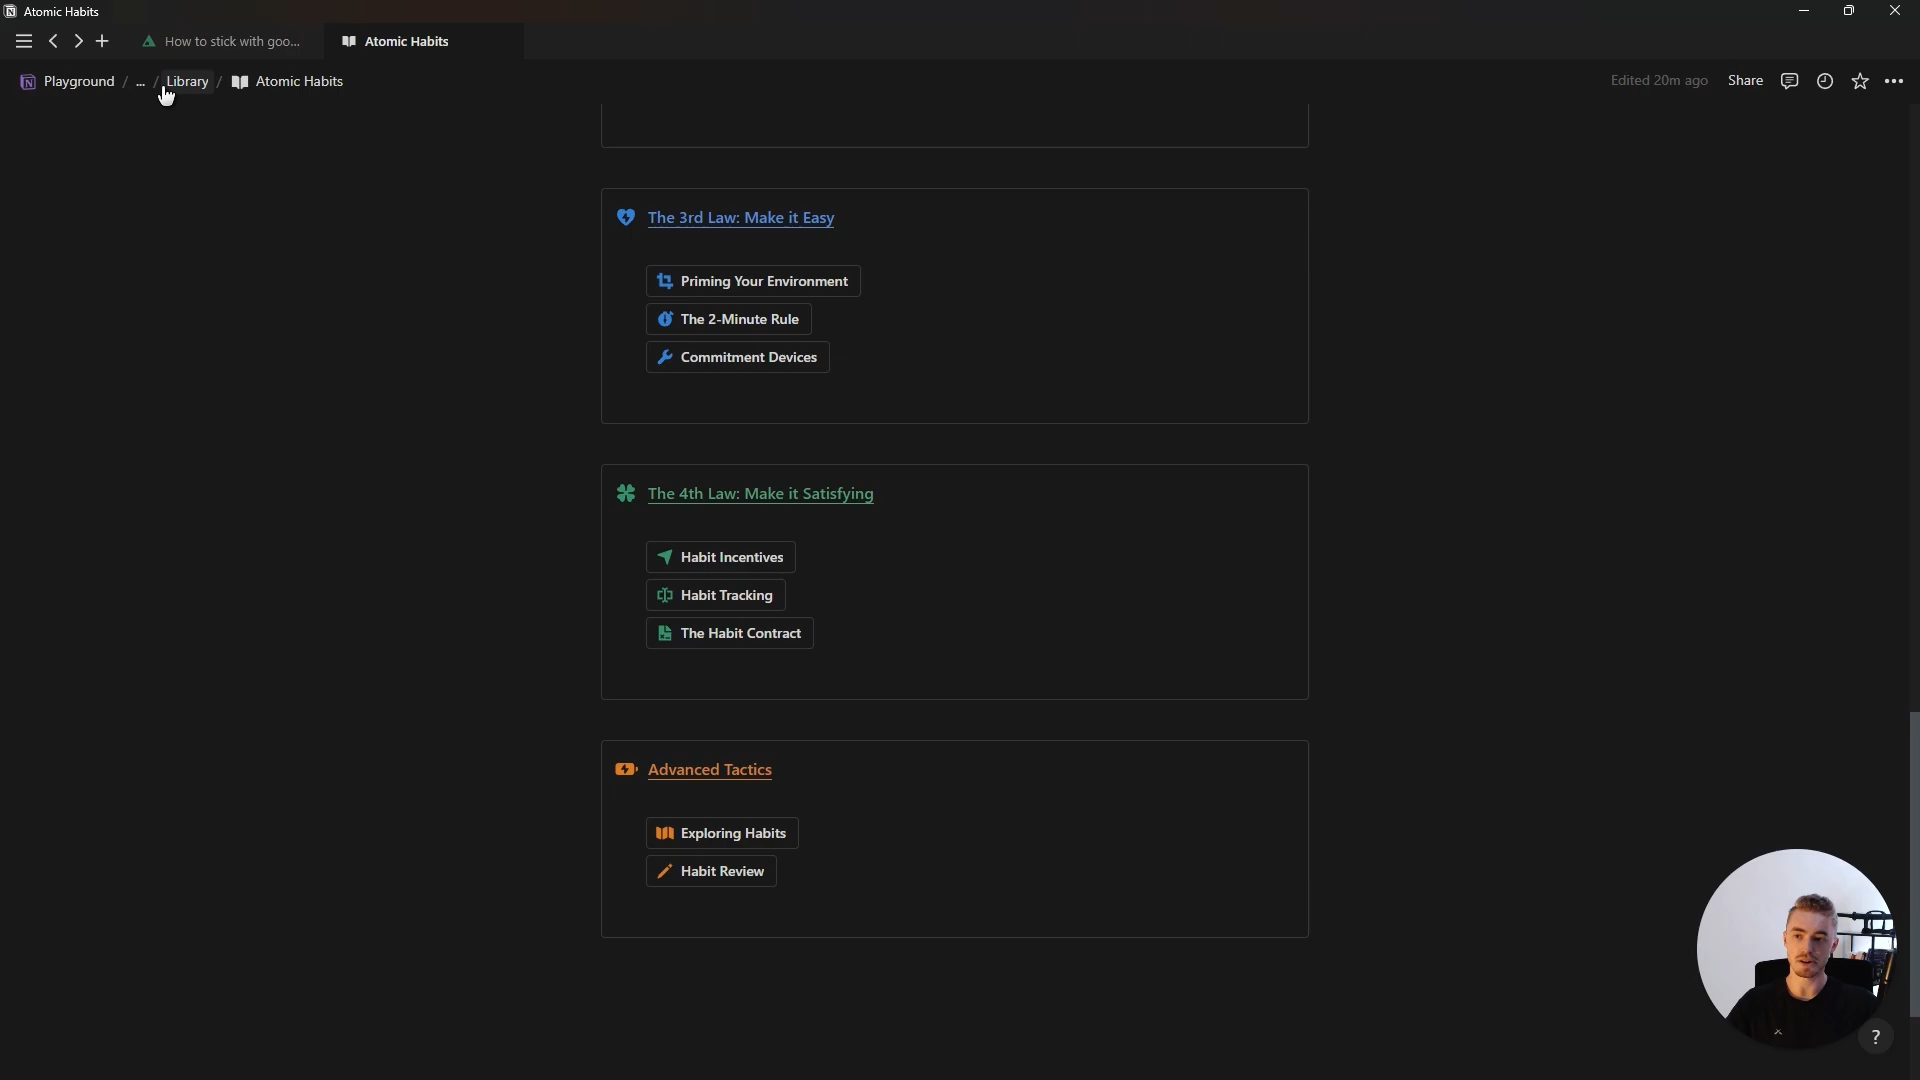 Atomic Habits
How to stick with goo...
Atomic Habits
Playground / ... / Library / Atomic Habits
Edited 20m ago
Share
The 3rd Law: Make it Easy
Priming Your Environment
The 2-Minute Rule
Commitment Devices
The 4th Law: Make it Satisfying
Habit Incentives
Habit Tracking
The Habit Contract
Advanced Tactics
Exploring Habits
Habit Review
?